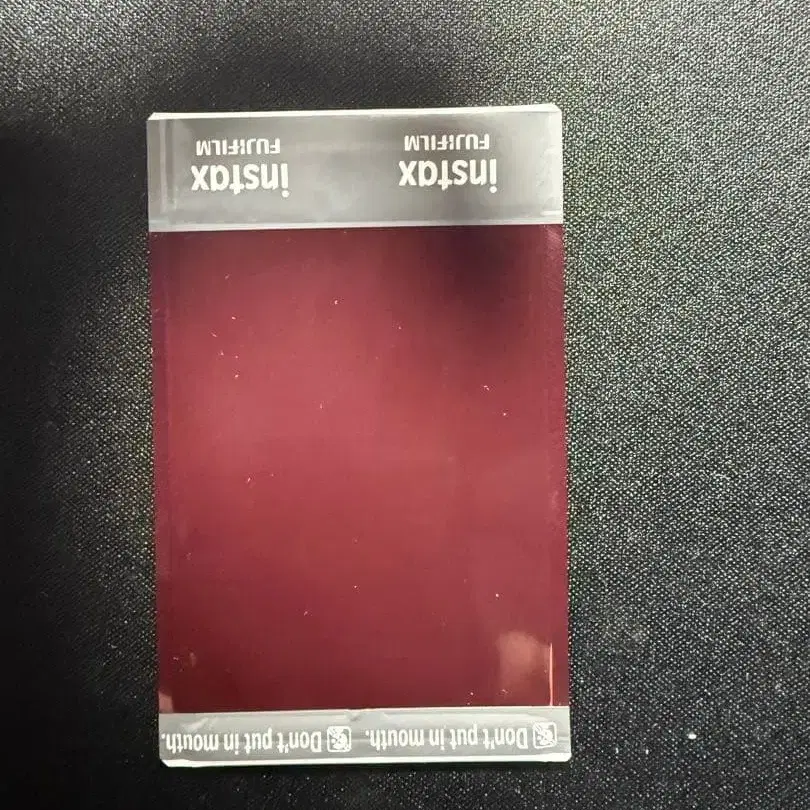 Don't put in mouth. Don't put in mouth.
instax instax
FUJIFILM FUJIFILM